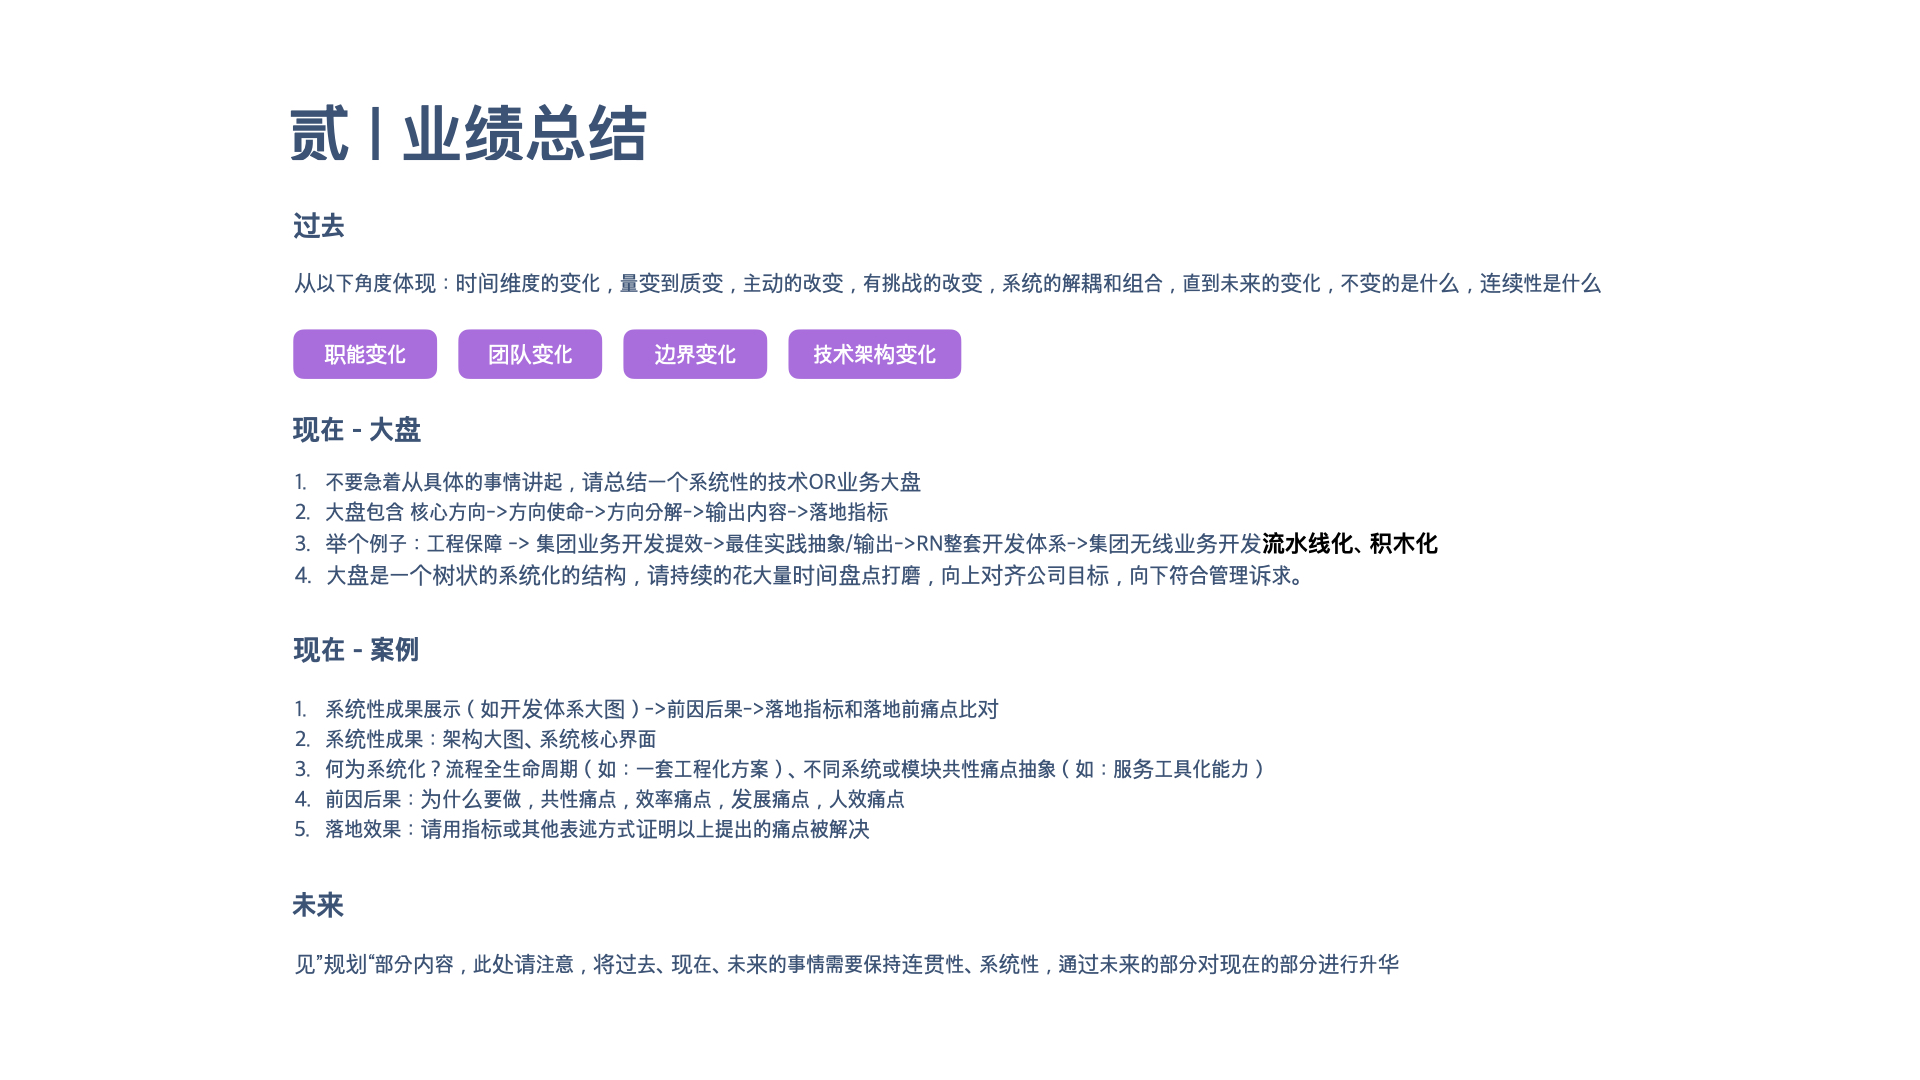 贰 | 业绩总结
过去
从以下角度体现：时间维度的变化，量变到质变，主动的改变，有挑战的改变，系统的解耦和组合，直到未来的变化，不变的是什么，连续性是什么
职能变化 团队变化 边界变化 技术架构变化
现在 - 大盘
1. 不要急着从具体的事情讲起，请总结一个系统性的技术OR业务大盘
2. 大盘包含 核心方向->方向使命->方向分解->输出内容->落地指标
3. 举个例子：工程保障 -> 集团业务开发提效->最佳实践抽象/输出->RN整套开发体系->集团无线业务开发流水线化、积木化
4. 大盘是一个树状的系统化的结构，请持续的花大量时间盘点打磨，向上对齐公司目标，向下符合管理诉求。
现在 - 案例
1. 系统性成果展示（如开发体系大图）->前因后果->落地指标和落地前痛点比对
2. 系统性成果：架构大图、系统核心界面
3. 何为系统化？流程全生命周期（如：一套工程化方案）、不同系统或模块共性痛点抽象（如：服务工具化能力）
4. 前因后果：为什么要做，共性痛点，效率痛点，发展痛点，人效痛点
5. 落地效果：请用指标或其他表述方式证明以上提出的痛点被解决
未来
见”规划“部分内容，此处请注意，将过去、现在、未来的事情需要保持连贯性、系统性，通过未来的部分对现在的部分进行升华